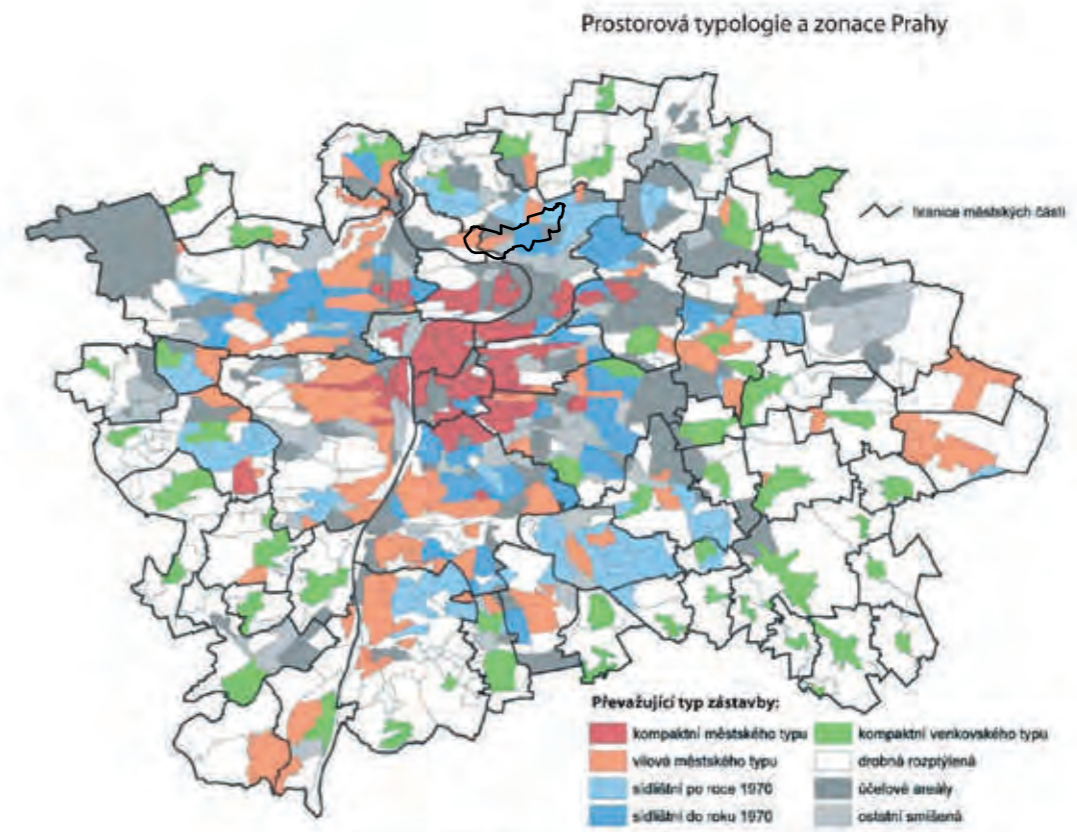 Prostorová typologie a zonace Prahy
hranice městských částí
Převažující typ zástavby:
kompaktní městského typu
vilová městského typu
sídlištní po roce 1970
sídlištní do roku 1970
kompaktní venkovského typu
drobná rozptýlená
účelové areály
ostatní smíšená